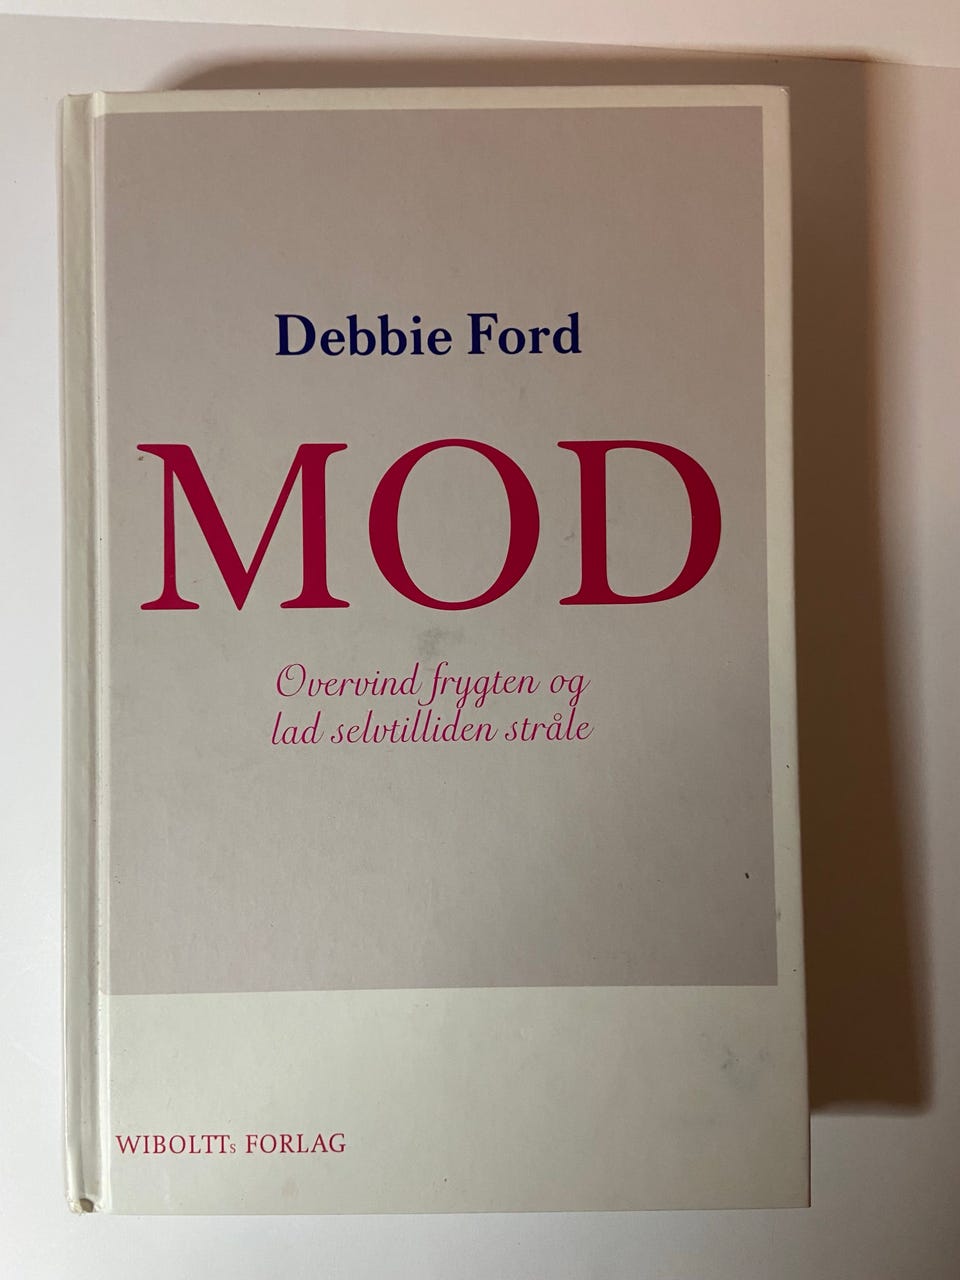 Debbie Ford
MOD
Overvind frygten og
lad selvtilliden stråle
WIBOLTTs FORLAG